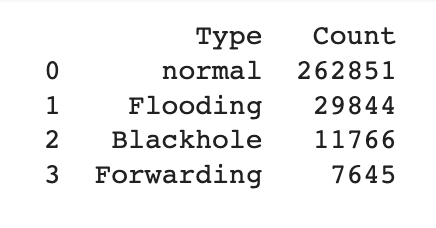 Type Count
0 normal 262851
1 Flooding 29844
2 Blackhole 11766
3 Forwarding 7645